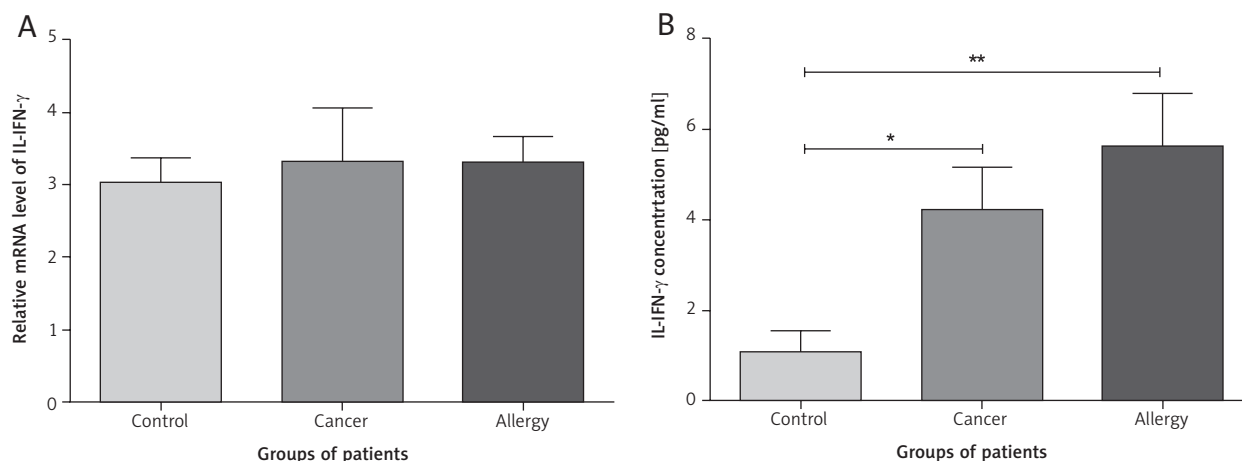 A
Relative mRNA level of IL-IFN-γ
5
4
3
2
1
0
Control Cancer Allergy
Groups of patients
B
IL-IFN-γ concentrtation [pg/ml]
8
6
4
2
0
**
*
Control Cancer Allergy
Groups of patients